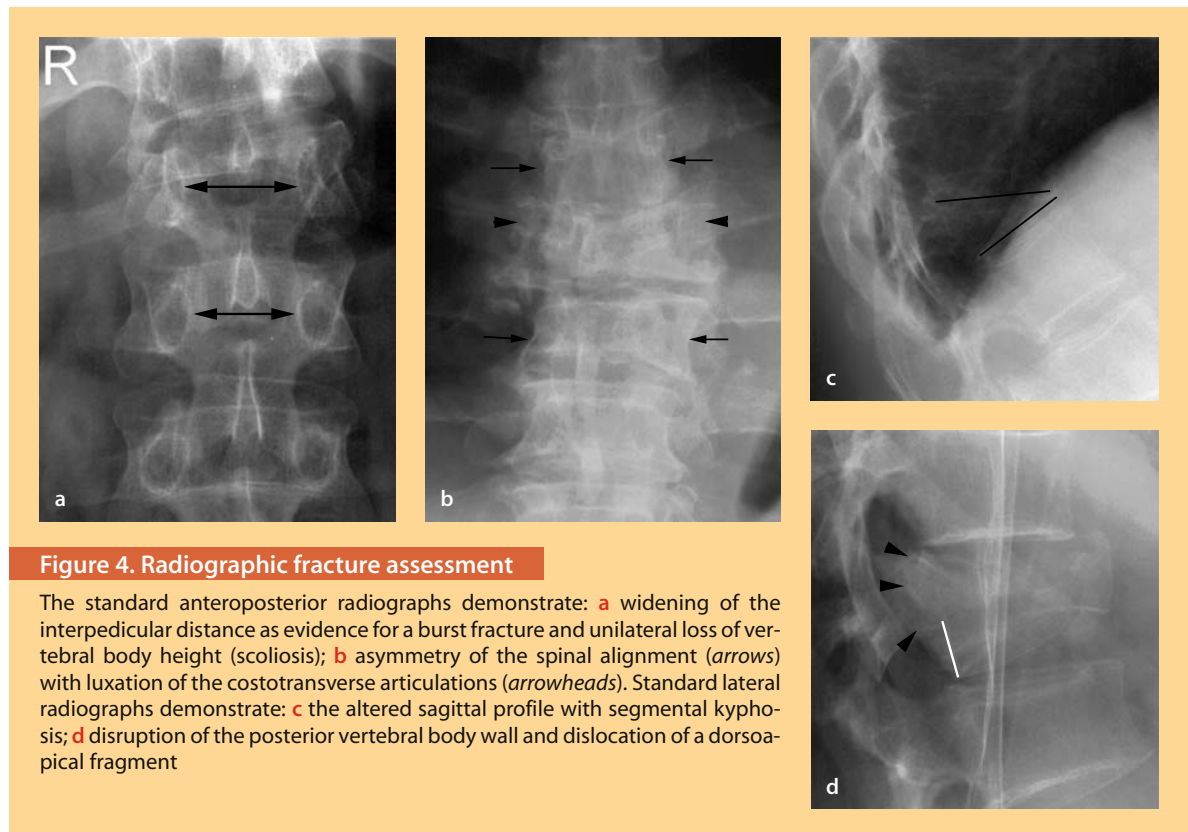 R
a
b
c
d
Figure 4. Radiographic fracture assessment
The standard anteroposterior radiographs demonstrate: a widening of the
interpedicular distance as evidence for a burst fracture and unilateral loss of ver-
tebral body height (scoliosis); b asymmetry of the spinal alignment (arrows)
with luxation of the costotransverse articulations (arrowheads). Standard lateral
radiographs demonstrate: c the altered sagittal profile with segmental kypho-
sis; d disruption of the posterior vertebral body wall and dislocation of a dorsoa-
pical fragment